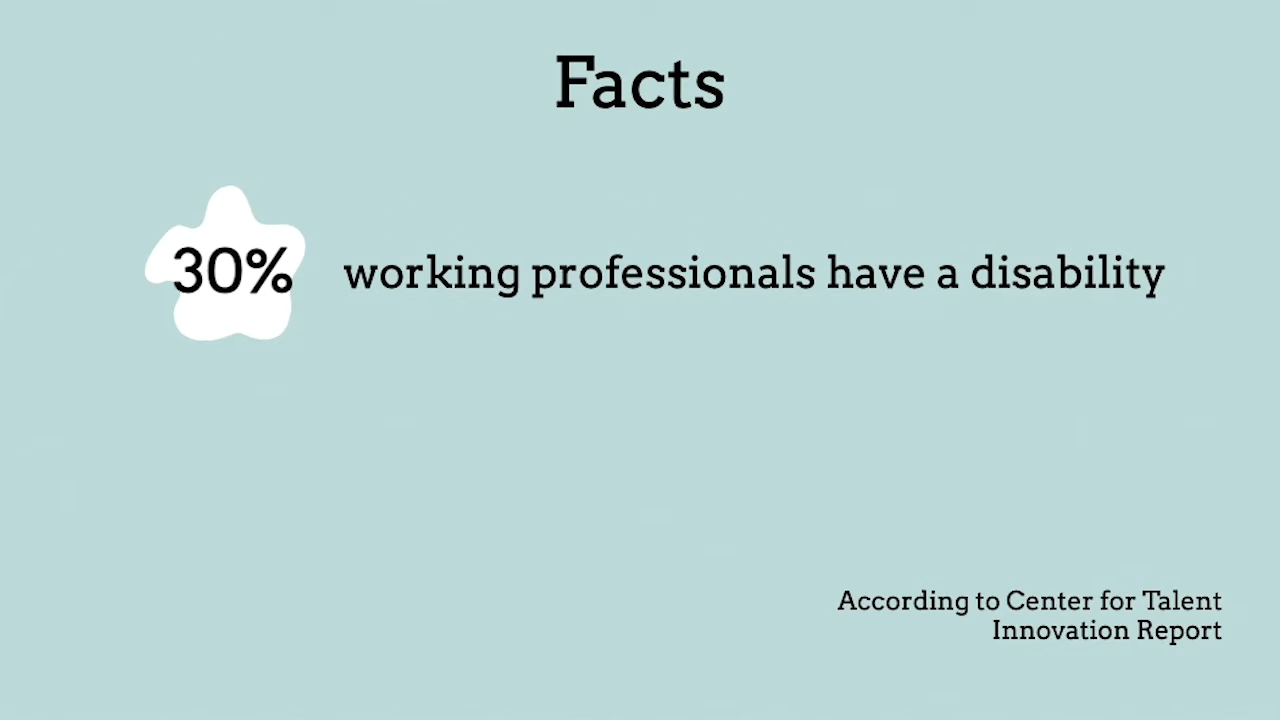 Facts
30% working professionals have a disability
According to Center for Talent
Innovation Report